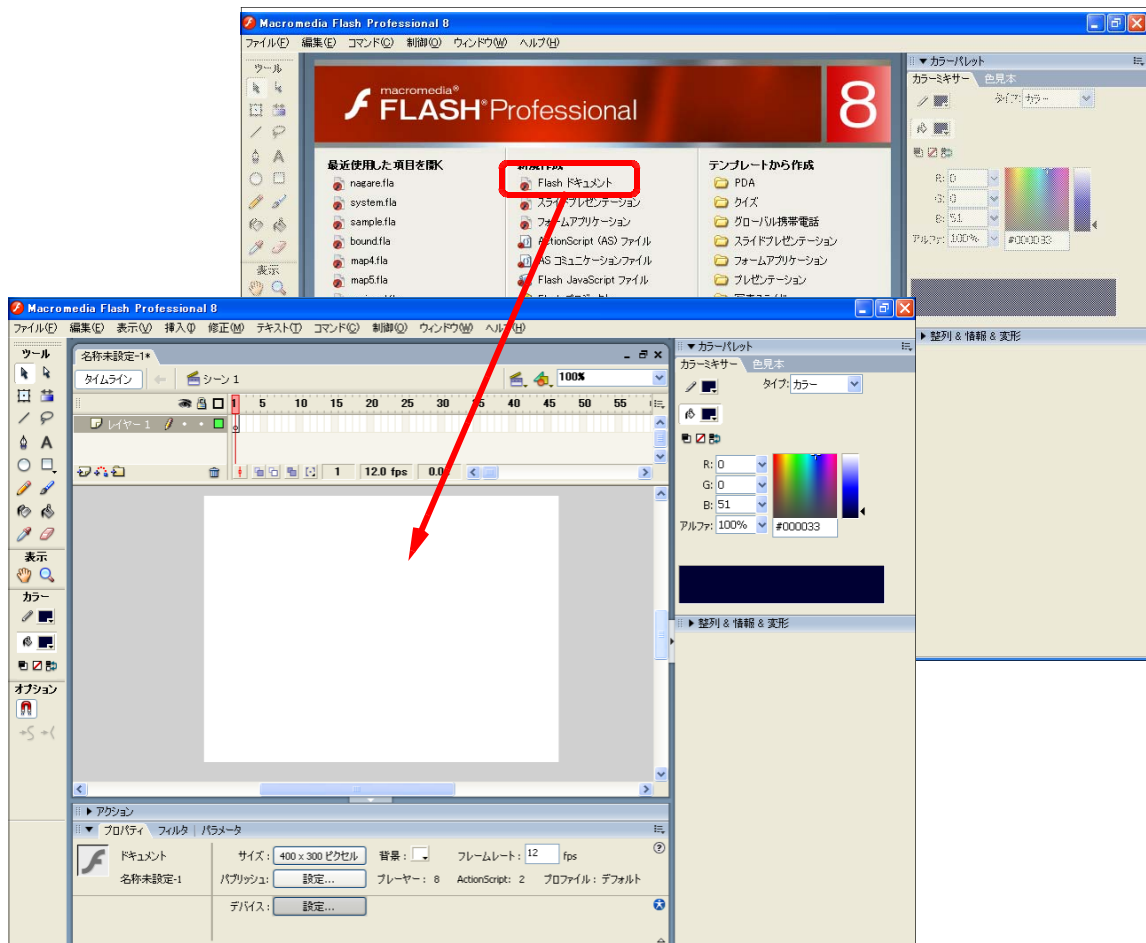 Macromedia Flash Professional 8
ファイル(F) 編集(E) コマンド(C) 制御(O) ウィンドウ(W) ヘルプ(H)
ツール
表示
macromedia®
FLASH® Professional 8
最近使用した項目を開く
nagare.fla
system.fla
sample.fla
bound.fla
map4.fla
map5.fla
新規作成
Flash ドキュメント
スライドプレゼンテーション
フォームアプリケーション
ActionScript (AS) ファイル
AS コミュニケーションファイル
Flash JavaScript ファイル
テンプレートから作成
PDA
クイズ
グローバル携帯電話
スライドプレゼンテーション
フォームアプリケーション
プレゼンテーション
▼ カラーパレット
カラーミキサー 色見本
タイプ: カラー
R: 0
G: 0
B: 51
アルファ: 100% #000033
▶ 整列 & 情報 & 変形
Macromedia Flash Professional 8
ファイル(F) 編集(E) 表示(V) 挿入(I) 修正(M) テキスト(T) コマンド(C) 制御(O) ウィンドウ(W) ヘルプ(H)
ツール
表示
カラー
オプション
名称未設定-1*
タイムライン シーン 1 100%
1 5 10 15 20 25 30 35 40 45 50 55
レイヤー 1
1 12.0 fps
▼ カラーパレット
カラーミキサー 色見本
タイプ: カラー
R: 0
G: 0
B: 51
アルファ: 100% #000033
▶ 整列 & 情報 & 変形
▶ アクション
▼ プロパティ フィルタ パラメータ
ドキュメント サイズ: 400 x 300 ピクセル 背景: フレームレート: 12 fps
名称未設定-1 パブリッシュ: 設定... プレーヤー: 8 ActionScript: 2 プロファイル: デフォルト
デバイス: 設定...